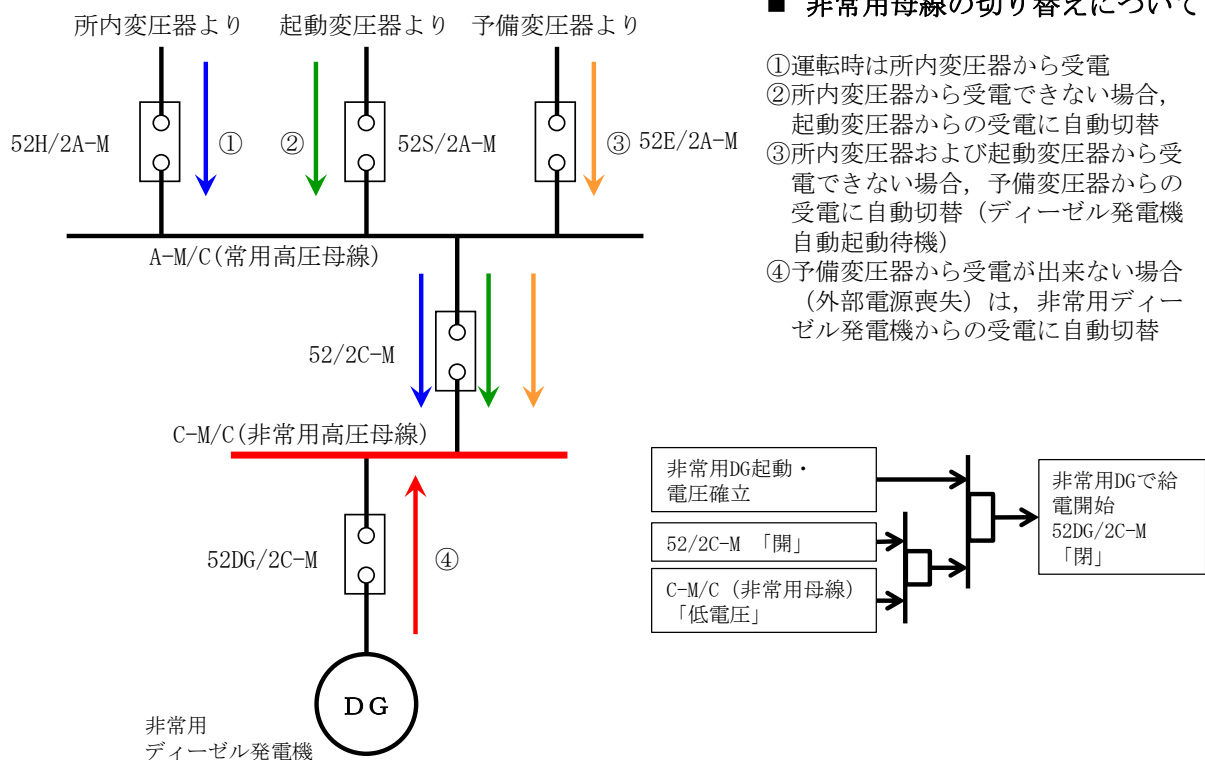 ■ 非常用母線の切り替えについて
所内変圧器より 起動変圧器より 予備変圧器より
①運転時は所内変圧器から受電
②所内変圧器から受電できない場合,
起動変圧器からの受電に自動切替
③所内変圧器および起動変圧器から受
電できない場合,予備変圧器からの
受電に自動切替(ディーゼル発電機
自動起動待機)
④予備変圧器から受電が出来ない場合
(外部電源喪失)は,非常用ディー
ゼル発電機からの受電に自動切替
52H/2A-M ① ② 52S/2A-M ③ 52E/2A-M
A-M/C(常用高圧母線)
52/2C-M
C-M/C(非常用高圧母線)
52DG/2C-M ④
DG
非常用
ディーゼル発電機
非常用DG起動・
電圧確立
52/2C-M 「開」
C-M/C (非常用母線)
「低電圧」
非常用DGで給
電開始
52DG/2C-M
「閉」